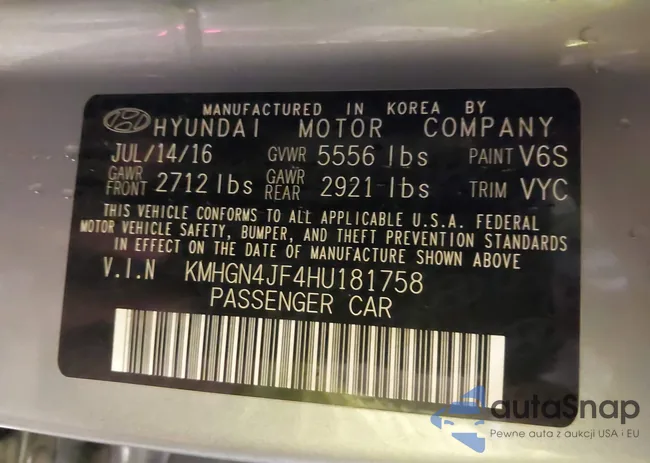 MANUFACTURED IN KOREA BY
HYUNDAI MOTOR COMPANY
JUL/14/16 GVWR 5556 lbs PAINT V6S
GAWR FRONT 2712 lbs GAWR REAR 2921 lbs TRIM VYC
THIS VEHICLE CONFORMS TO ALL APPLICABLE U.S.A. FEDERAL
MOTOR VEHICLE SAFETY, BUMPER, AND THEFT PREVENTION STANDARDS
IN EFFECT ON THE DATE OF MANUFACTURE SHOWN ABOVE
V.I.N KMHGN4JF4HU181758
PASSENGER CAR
autaSnap
Pewne auta z aukcji USA i EU